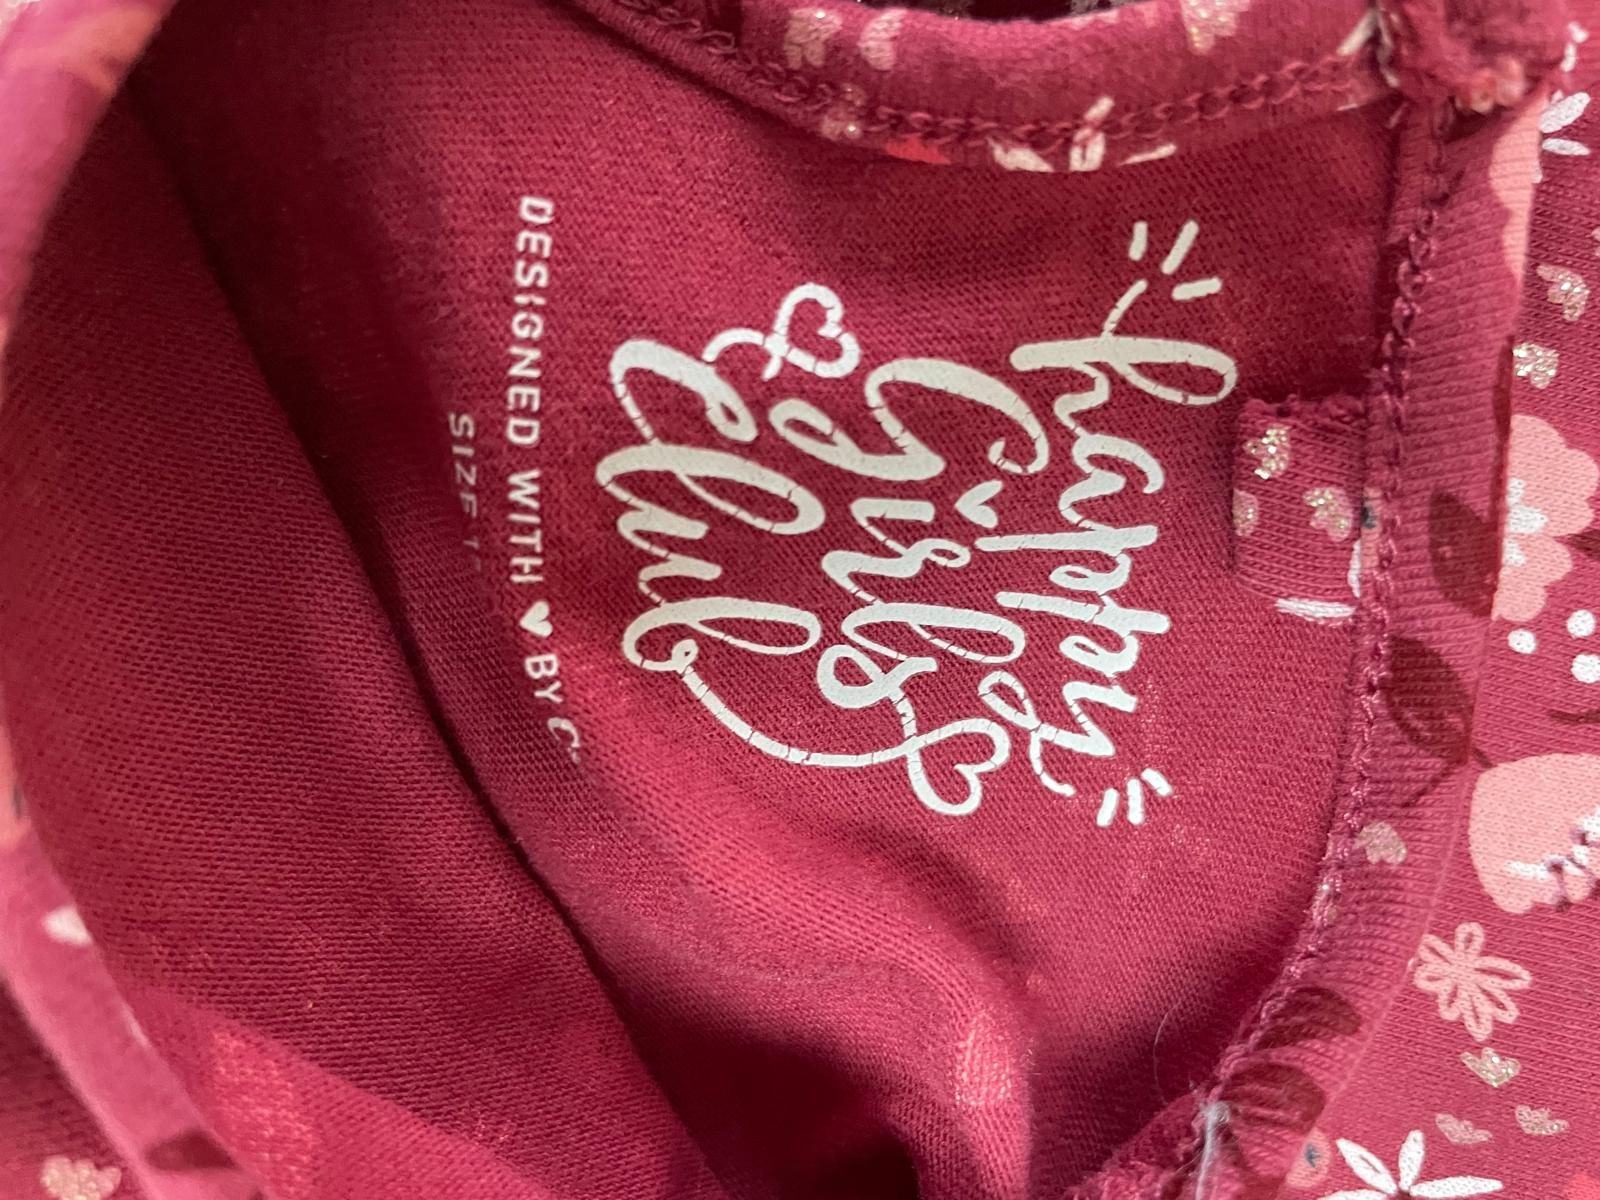 happy
Girls
Club
DESIGNED WITH ♥ BY
SIZE